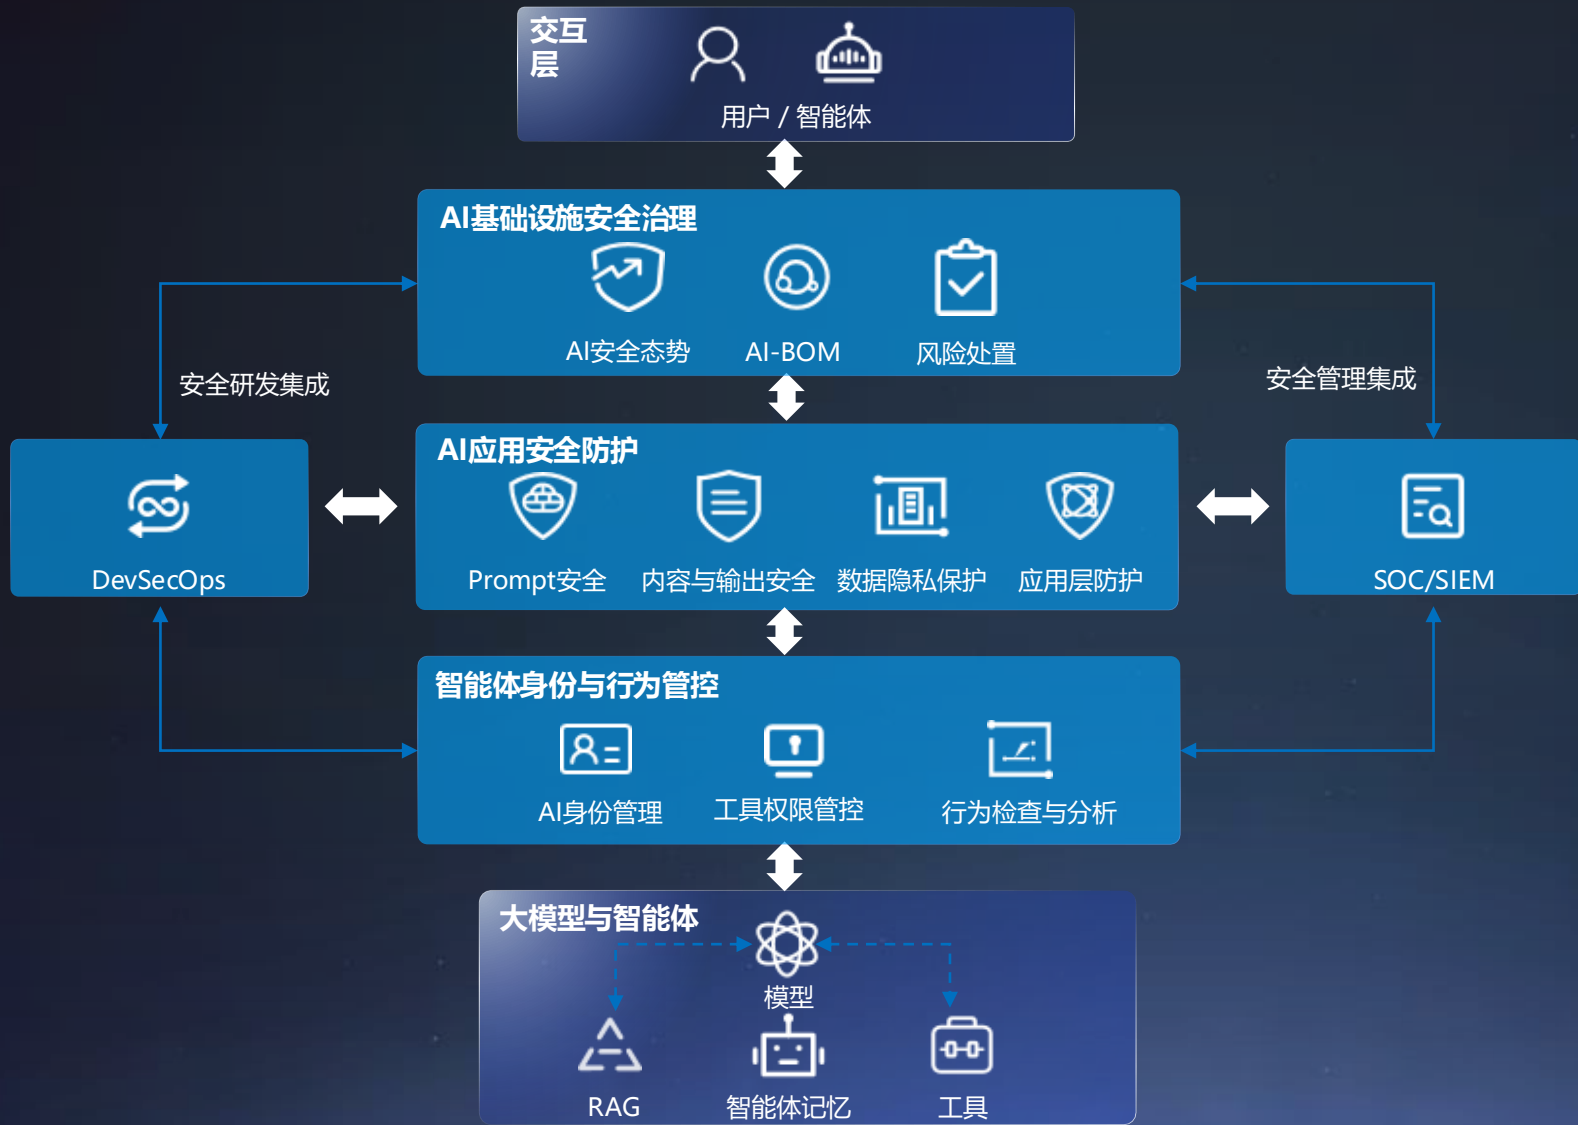 交互
层
用户 / 智能体
AI基础设施安全治理
AI安全态势
AI-BOM
风险处置
安全研发集成
安全管理集成
DevSecOps
AI应用安全防护
Prompt安全
内容与输出安全
数据隐私保护
应用层防护
SOC/SIEM
智能体身份与行为管控
AI身份管理
工具权限管控
行为检查与分析
大模型与智能体
模型
RAG
智能体记忆
工具